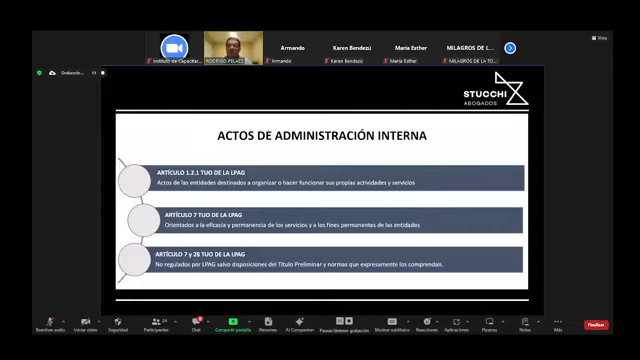 Vista
Armando
Karen Bendezú
Maria Esther
MILAGROS DE L...
Instituto de Capacitac...
RODRIGO PELAEZ
Armando
Karen Bendezú
Maria Esther
MILAGROS DE LA TO...
Grabando...
STUCCHI
ABOGADOS
ACTOS DE ADMINISTRACIÓN INTERNA
ARTÍCULO 1.2.1 TUO DE LA LPAG
Actos de las entidades destinados a organizar o hacer funcionar sus propias actividades y servicios
ARTÍCULO 7 TUO DE LA LPAG
Orientados a la eficacia y permanencia de los servicios y a los fines permanentes de las entidades
ARTÍCULO 7 y 28 TUO DE LA LPAG
No regulados por LPAG salvo disposiciones del Título Preliminar y normas que expresamente los comprendan.
Reactivar audio
Iniciar video
Seguridad
Participantes
24
Chat
Compartir pantalla
Resumen
AI Companion
Pausar/detener grabación
Mostrar subtítulos
Reacciones
Aplicaciones
Pizarras
Notas
Más
Finalizar